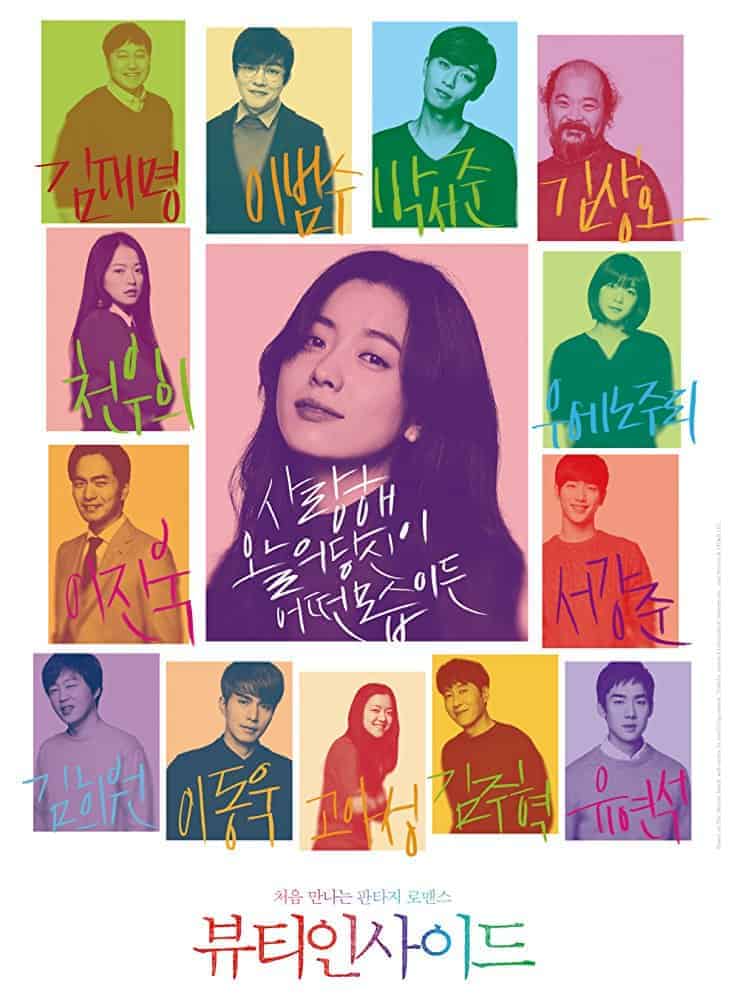 김대명
이범수
박서준
김상호
천우희
우에노주리
사랑해
오늘의당신이
어떤모습이든
이진욱
서강준
김희원
이동욱
고아성
김주혁
유연석
처음 만나는 판타지 로맨스
뷰티인사이드